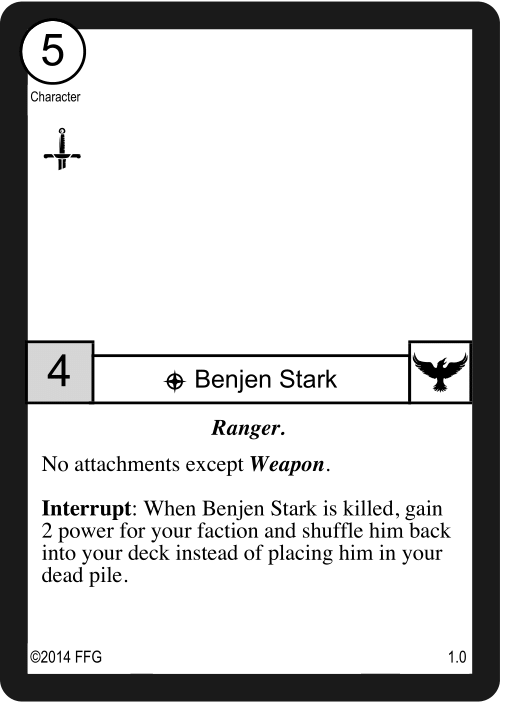 5
Character
4
Benjen Stark
Ranger.
No attachments except Weapon.
Interrupt: When Benjen Stark is killed, gain
2 power for your faction and shuffle him back
into your deck instead of placing him in your
dead pile.
©2014 FFG
1.0